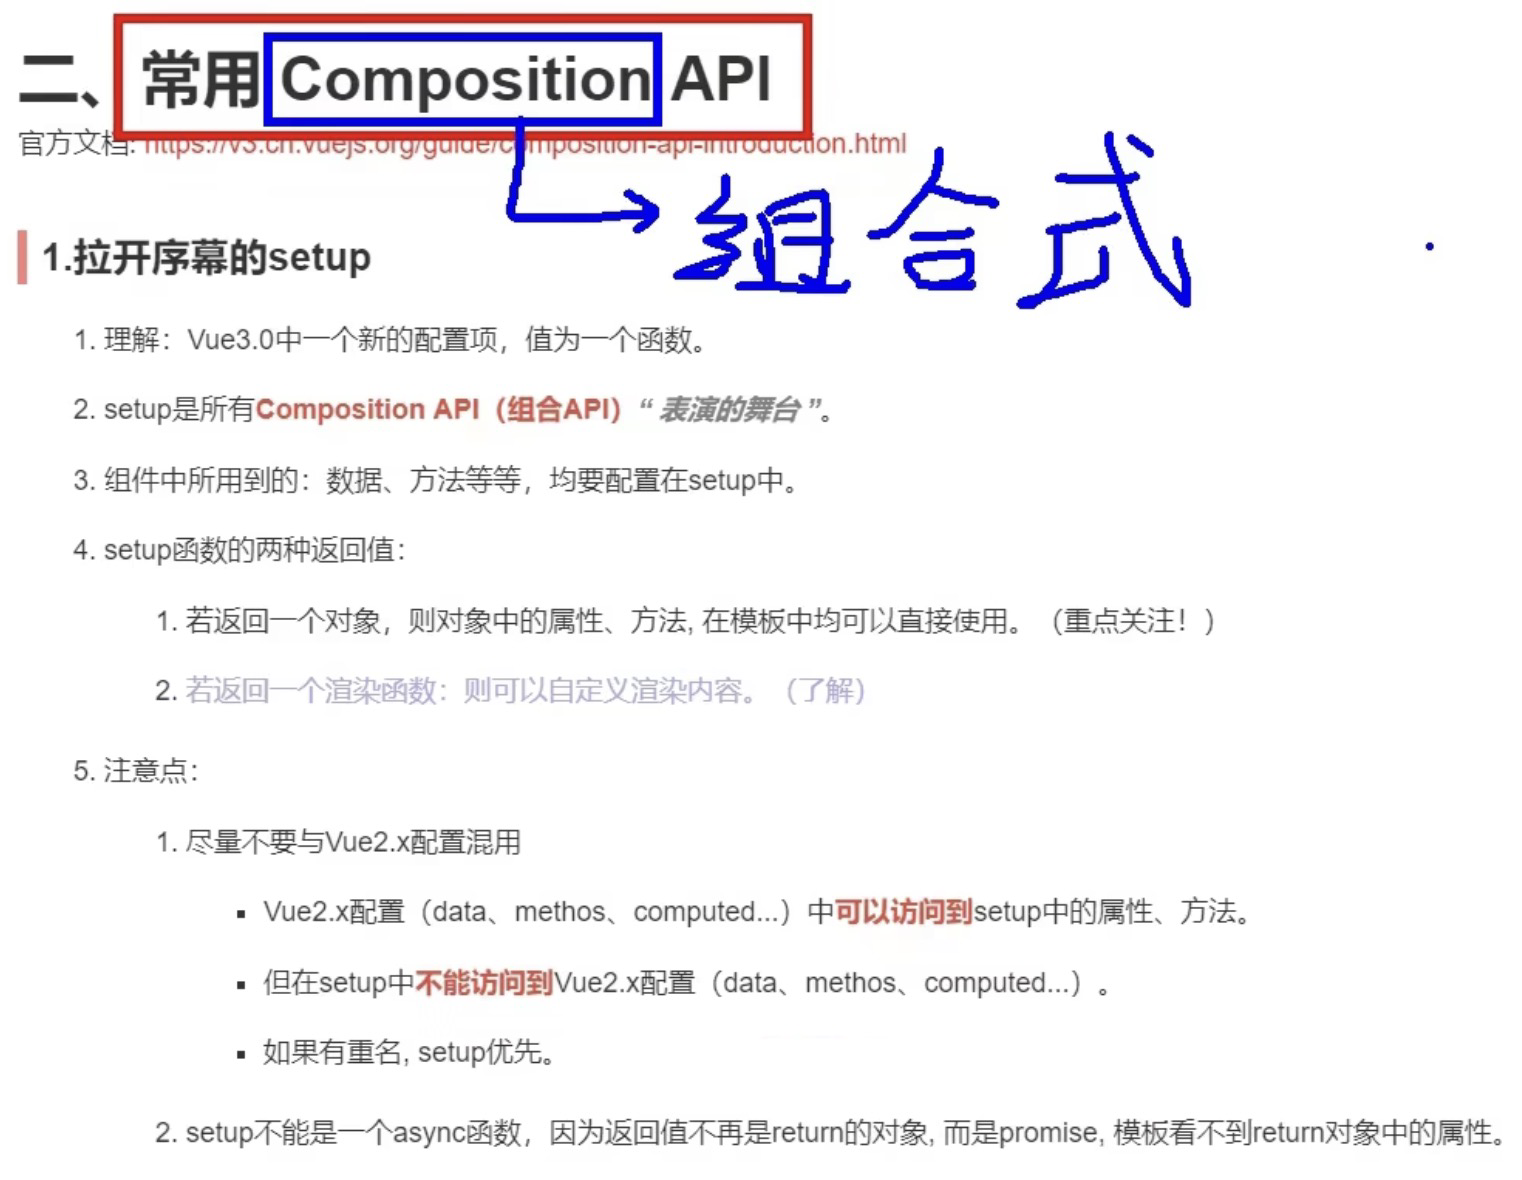 二、常用 Composition API
官方文档: https://v3.cn.vuejs.org/guide/composition-api-introduction.html
组合式
1.拉开序幕的setup
1. 理解：Vue3.0中一个新的配置项，值为一个函数。
2. setup是所有Composition API（组合API）“ 表演的舞台 ”。
3. 组件中所用到的：数据、方法等等，均要配置在setup中。
4. setup函数的两种返回值：
1. 若返回一个对象，则对象中的属性、方法, 在模板中均可以直接使用。（重点关注！）
2. 若返回一个渲染函数：则可以自定义渲染内容。（了解）
5. 注意点：
1. 尽量不要与Vue2.x配置混用
▪ Vue2.x配置（data、methos、computed...）中可以访问到setup中的属性、方法。
▪ 但在setup中不能访问到Vue2.x配置（data、methos、computed...）。
▪ 如果有重名, setup优先。
2. setup不能是一个async函数，因为返回值不再是return的对象, 而是promise, 模板看不到return对象中的属性。